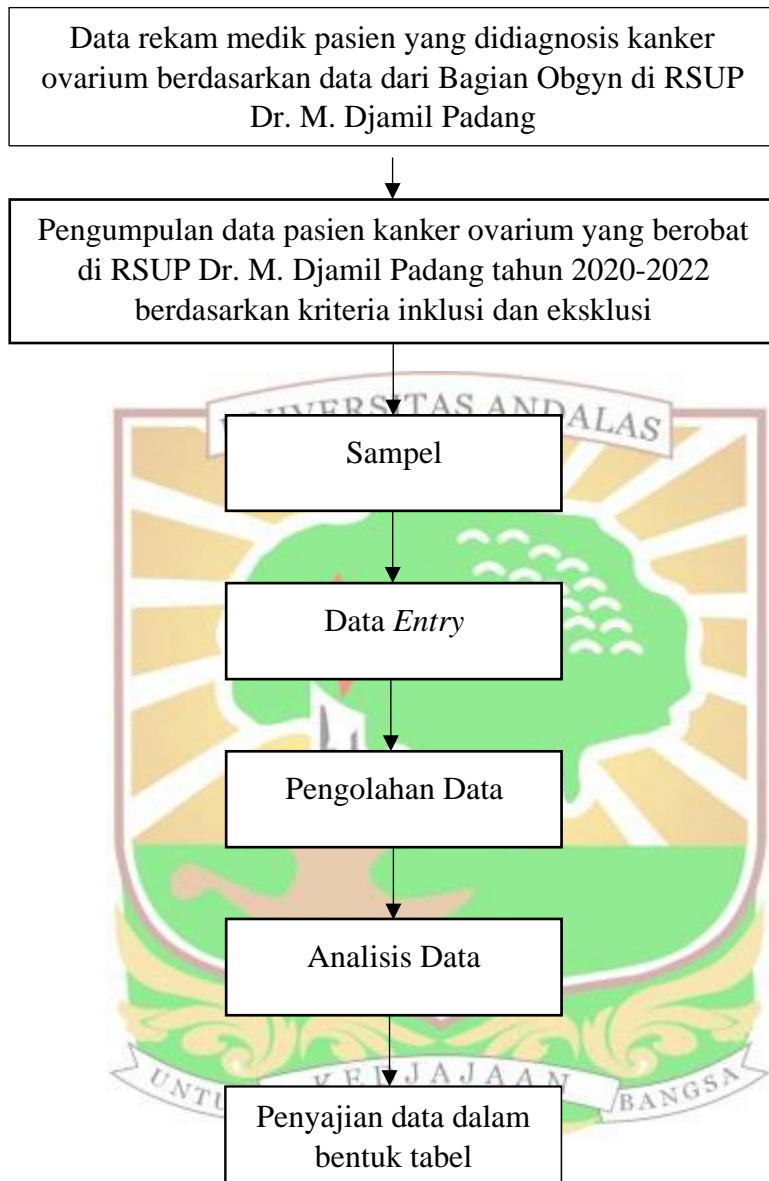 Data rekam medik pasien yang didiagnosis kanker
ovarium berdasarkan data dari Bagian Obgyn di RSUP
Dr. M. Djamil Padang
Pengumpulan data pasien kanker ovarium yang berobat
di RSUP Dr. M. Djamil Padang tahun 2020-2022
berdasarkan kriteria inklusi dan eksklusi
UNIVERSITAS ANDALAS
Sampel
Data Entry
Pengolahan Data
Analisis Data
KEDJAJAAN BANGSA
Penyajian data dalam
bentuk tabel